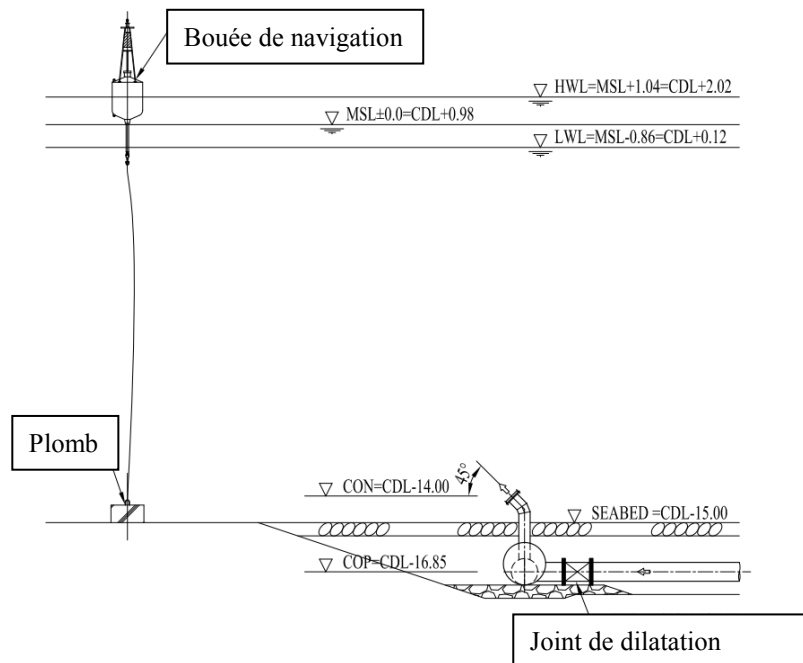 Bouée de navigation
HWL=MSL+1.04=CDL+2.02
MSL±0.0=CDL+0.98
LWL=MSL-0.86=CDL+0.12
Plomb
45°
CON=CDL-14.00
SEABED =CDL-15.00
COP=CDL-16.85
Joint de dilatation